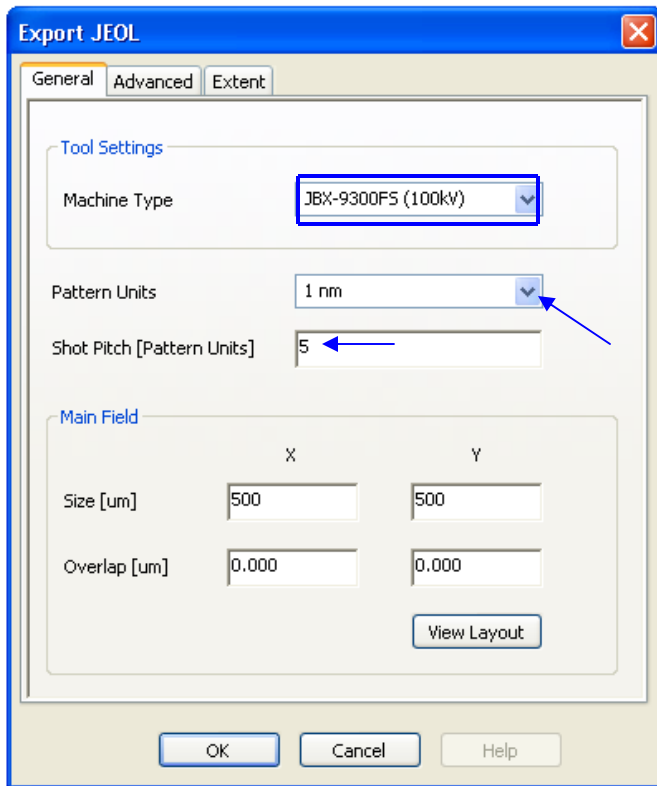 Export JEOL
General Advanced Extent
Tool Settings
Machine Type JBX-9300FS (100kV)
Pattern Units 1 nm
Shot Pitch [Pattern Units] 5
Main Field
X Y
Size [um] 500 500
Overlap [um] 0.000 0.000
View Layout
OK Cancel Help